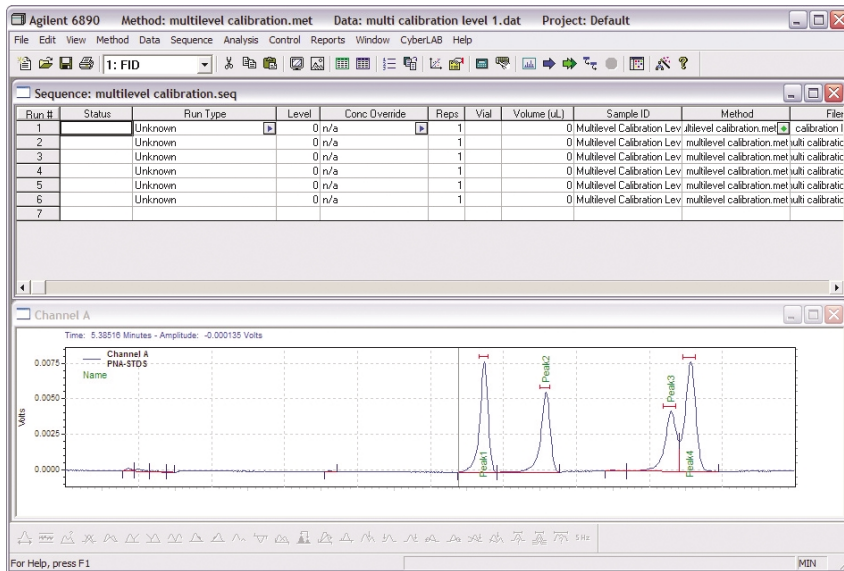 Agilent 6890 Method: multilevel calibration.met Data: multi calibration level 1.dat Project: Default
File Edit View Method Data Sequence Analysis Control Reports Window CyberLAB Help
1: FID
Sequence: multilevel calibration.seq
Run # Status Run Type Level Conc Override Reps Vial Volume (uL) Sample ID Method Filen
1 Unknown 0 n/a 1 0 Multilevel Calibration Lev ultilevel calibration.met calibration l
2 Unknown 0 n/a 1 0 Multilevel Calibration Lev multilevel calibration.met ulti calibratic
3 Unknown 0 n/a 1 0 Multilevel Calibration Lev multilevel calibration.met ulti calibratic
4 Unknown 0 n/a 1 0 Multilevel Calibration Lev multilevel calibration.met ulti calibratic
5 Unknown 0 n/a 1 0 Multilevel Calibration Lev multilevel calibration.met ulti calibratic
6 Unknown 0 n/a 1 0 Multilevel Calibration Lev multilevel calibration.met ulti calibratic
7
Channel A
Time: 5.38516 Minutes - Amplitude: -0.000135 Volts
Channel A
PNA-STDS
Name
0.0075
0.0050
0.0025
0.0000
Volts
Peak1
Peak2
Peak3
Peak4
5Hz
For Help, press F1 MIN